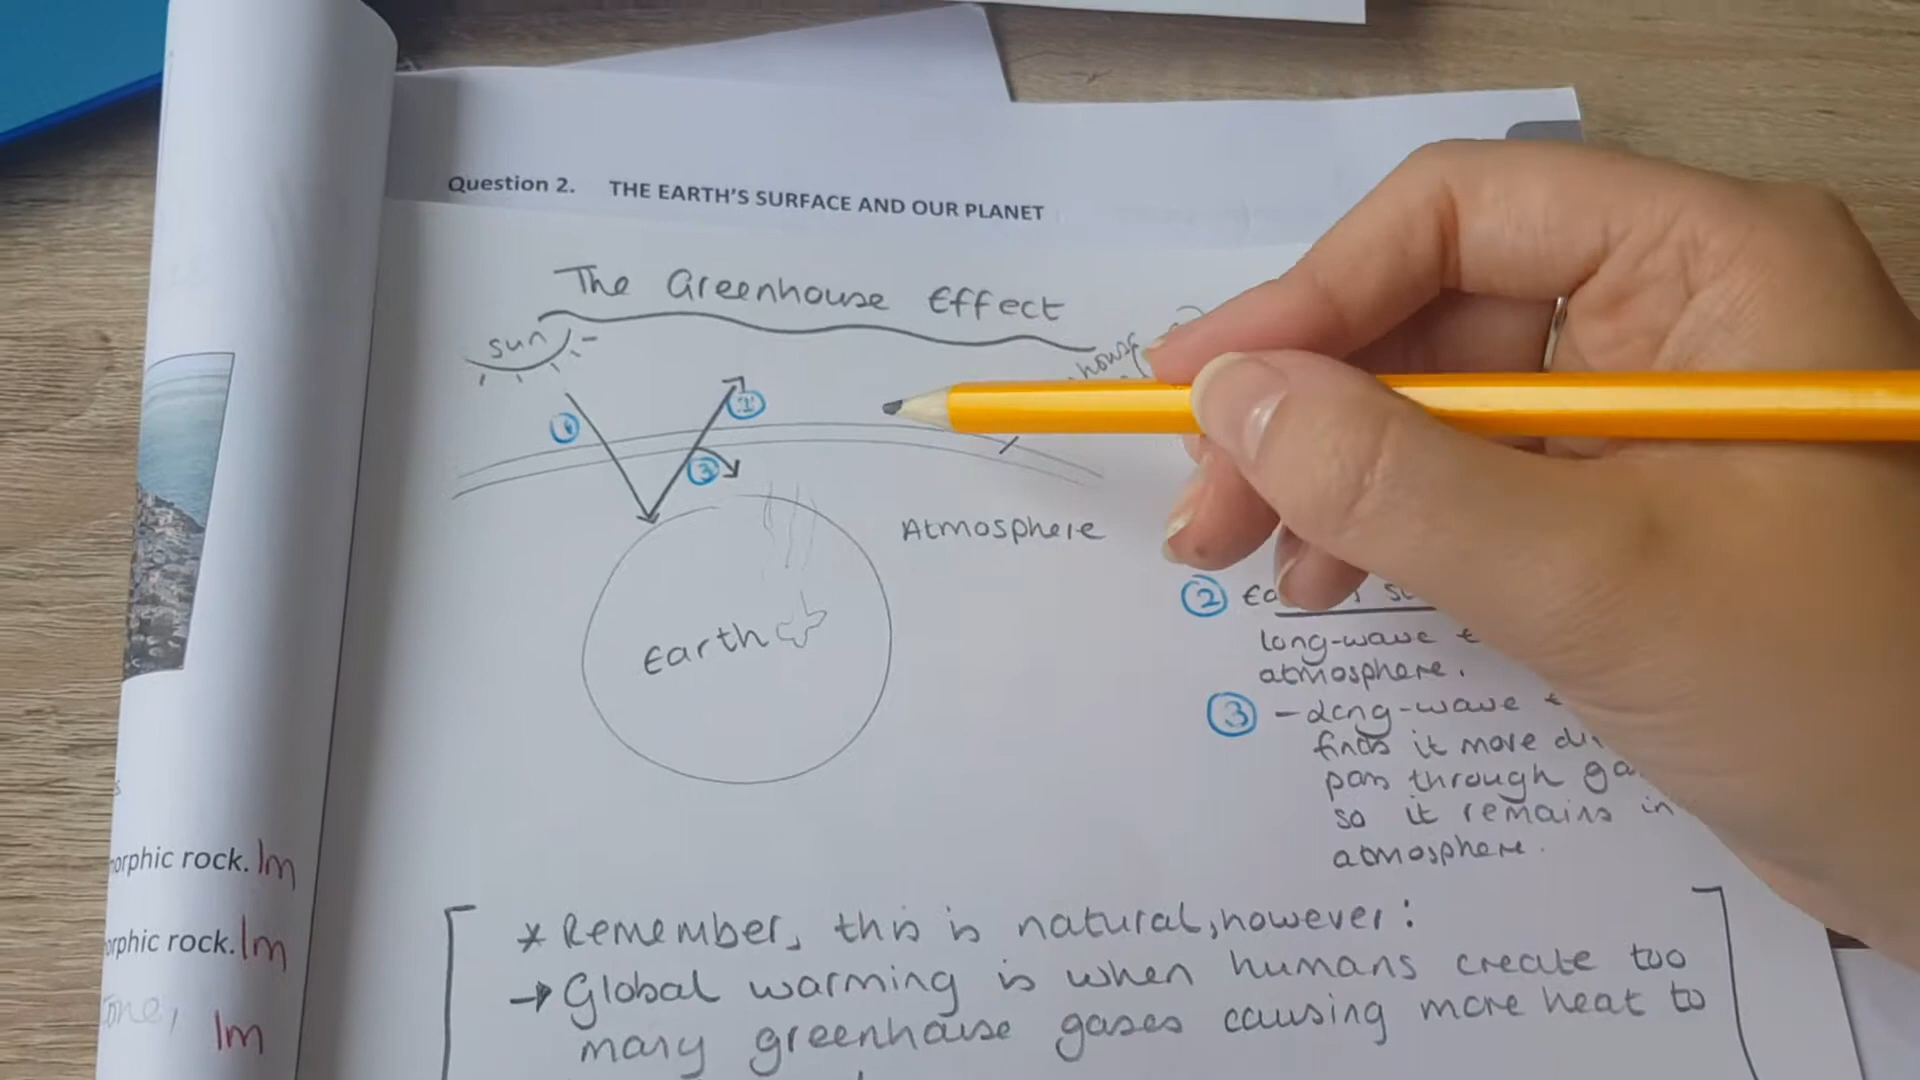 Question 2. THE EARTH'S SURFACE AND OUR PLANET
The Greenhouse Effect
sun
house
1
2
3
Atmosphere
Earth
2
long-wave
atmosphere.
3 - Long-wave
finds it more
pass through
so it remains in
atmosphere.
orphic rock. 1m
orphic rock. 1m
1m
* Remember, this is natural, however:
→ Global warming is when humans create too
many greenhouse gases causing more heat to